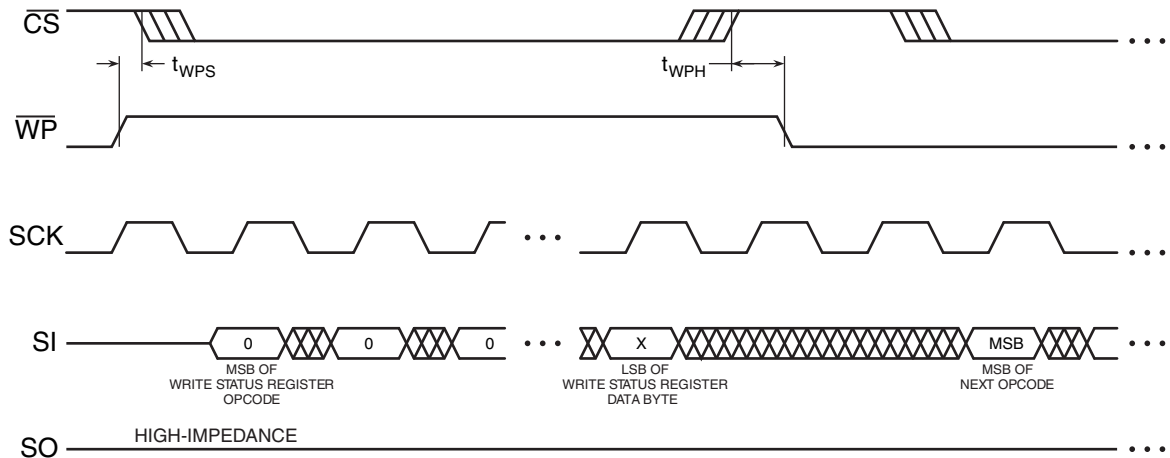 CS
tWPS
tWPH
WP
SCK
SI
0
0
0
X
MSB
MSB OF
WRITE STATUS REGISTER
OPCODE
LSB OF
WRITE STATUS REGISTER
DATA BYTE
MSB OF
NEXT OPCODE
SO
HIGH-IMPEDANCE